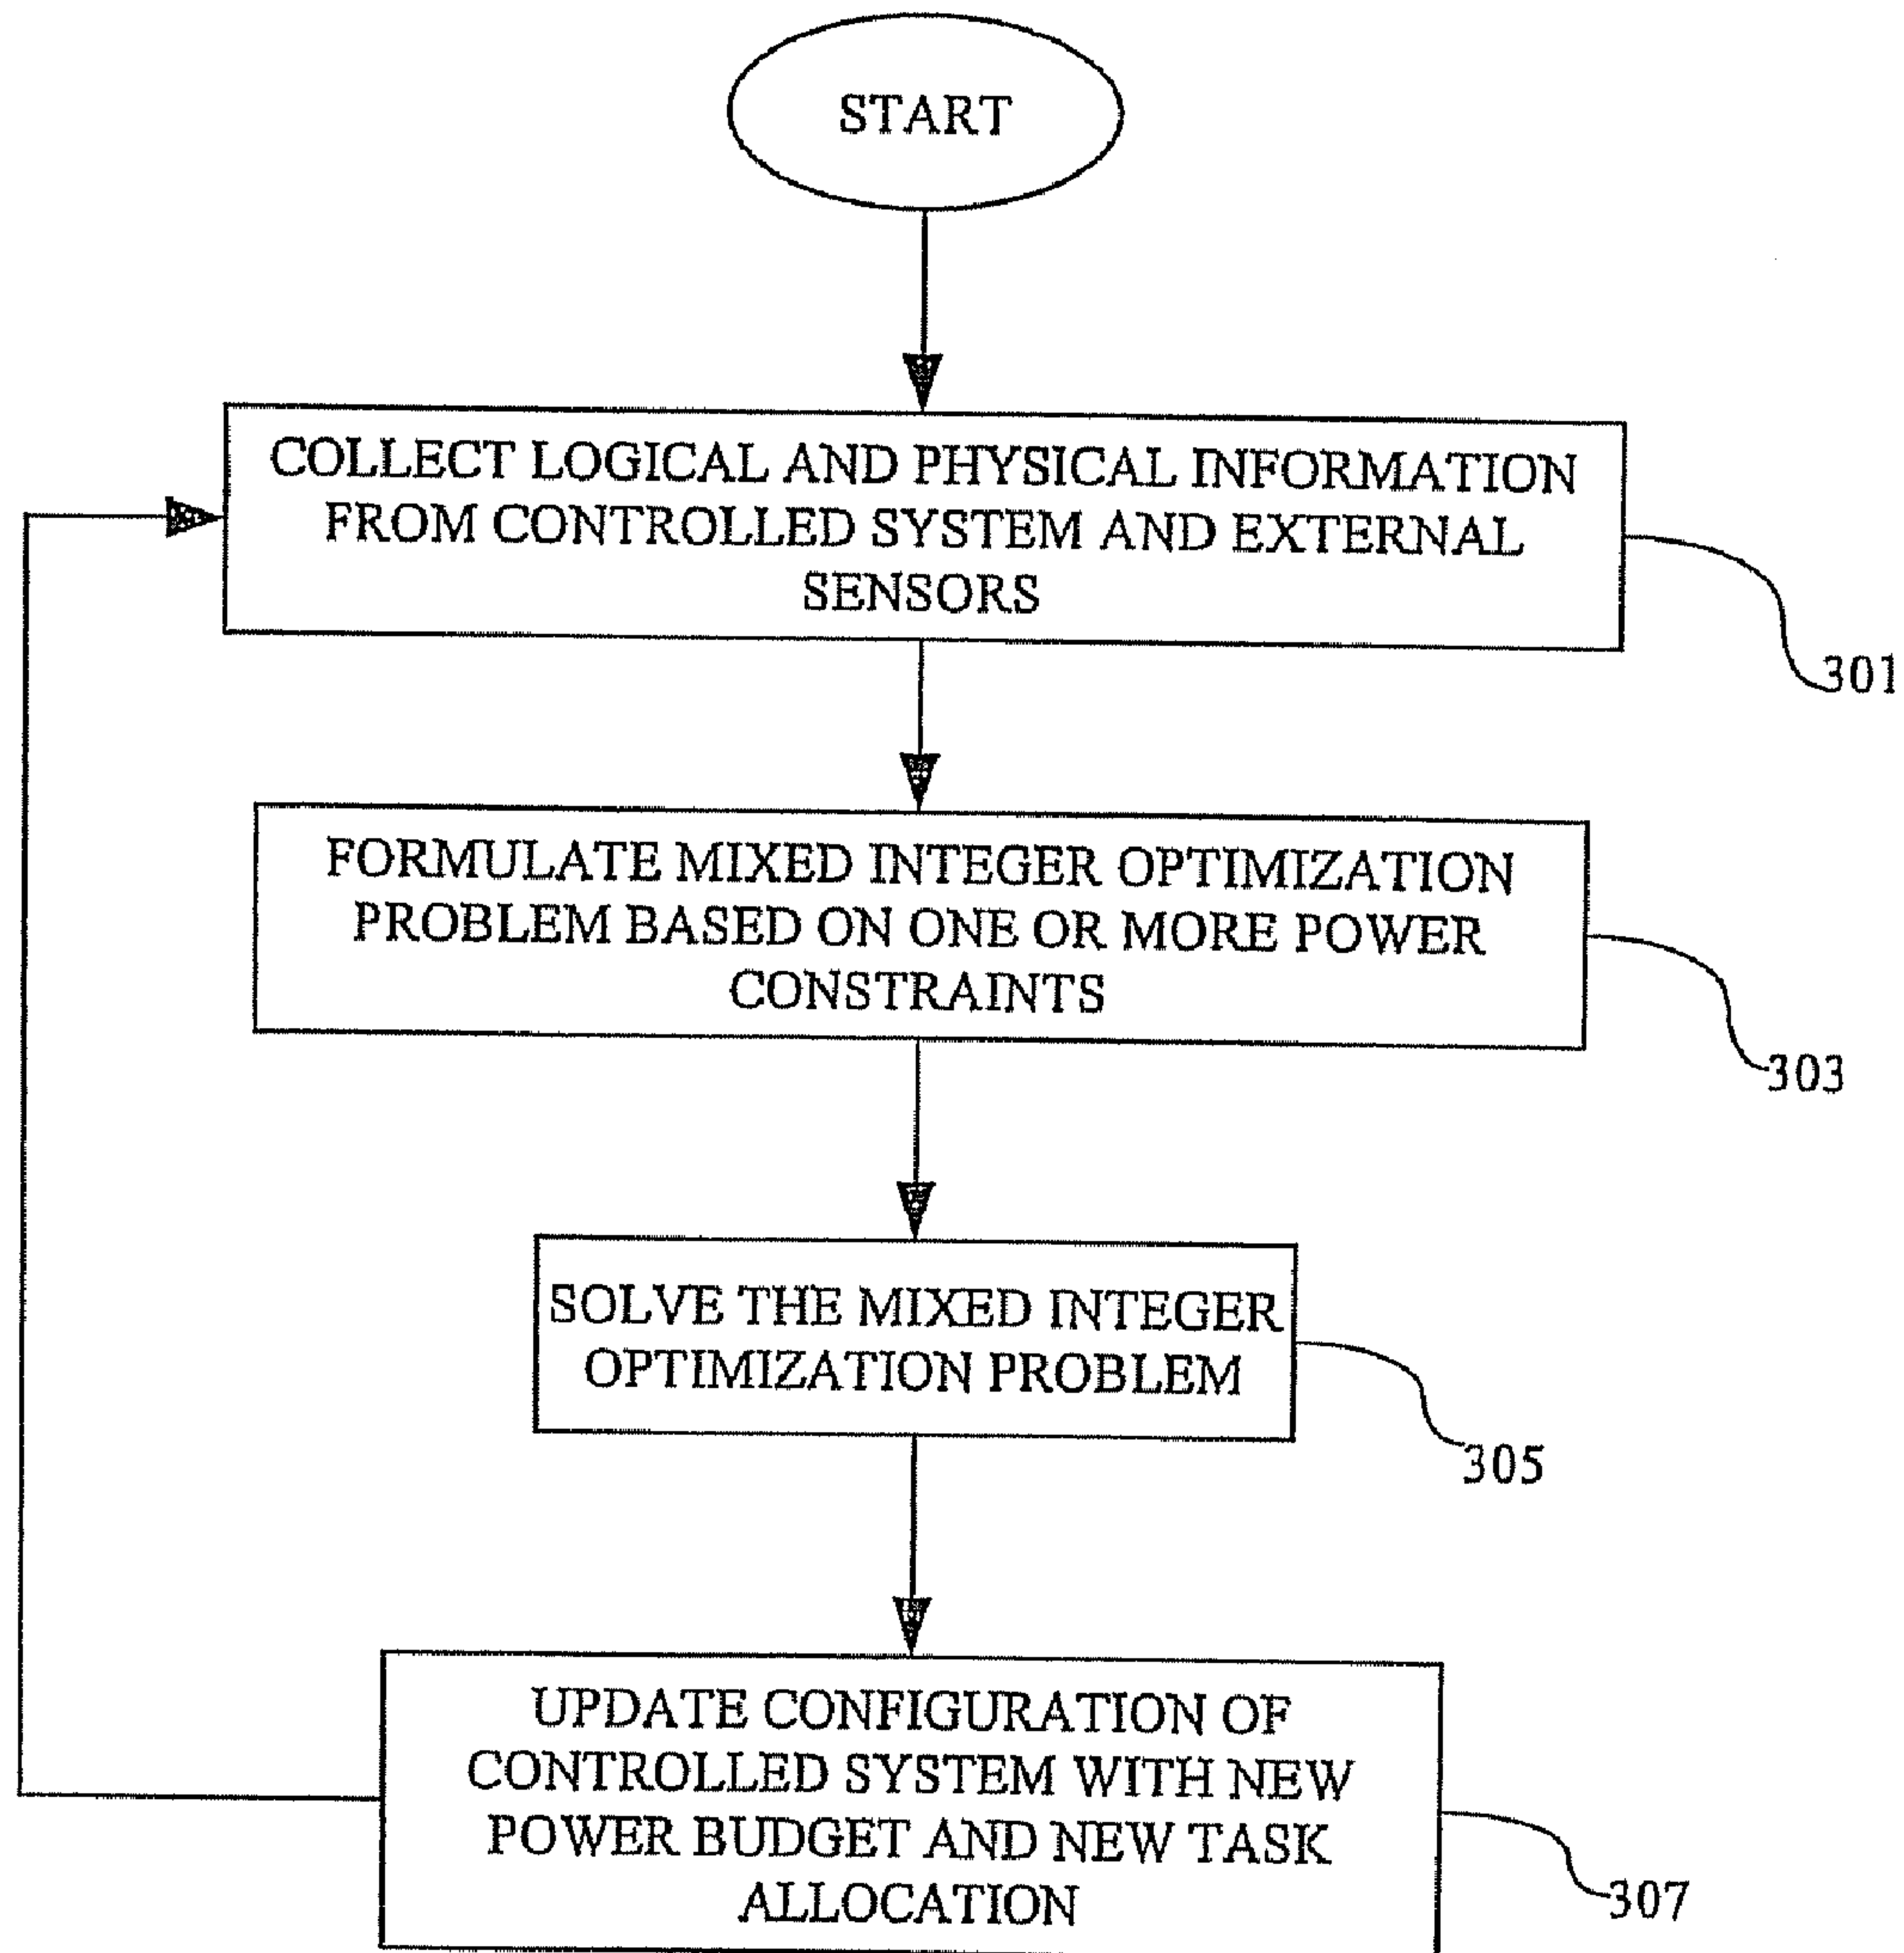 START
COLLECT LOGICAL AND PHYSICAL INFORMATION
FROM CONTROLLED SYSTEM AND EXTERNAL
SENSORS
301
FORMULATE MIXED INTEGER OPTIMIZATION
PROBLEM BASED ON ONE OR MORE POWER
CONSTRAINTS
303
SOLVE THE MIXED INTEGER
OPTIMIZATION PROBLEM
305
UPDATE CONFIGURATION OF
CONTROLLED SYSTEM WITH NEW
POWER BUDGET AND NEW TASK
ALLOCATION
307